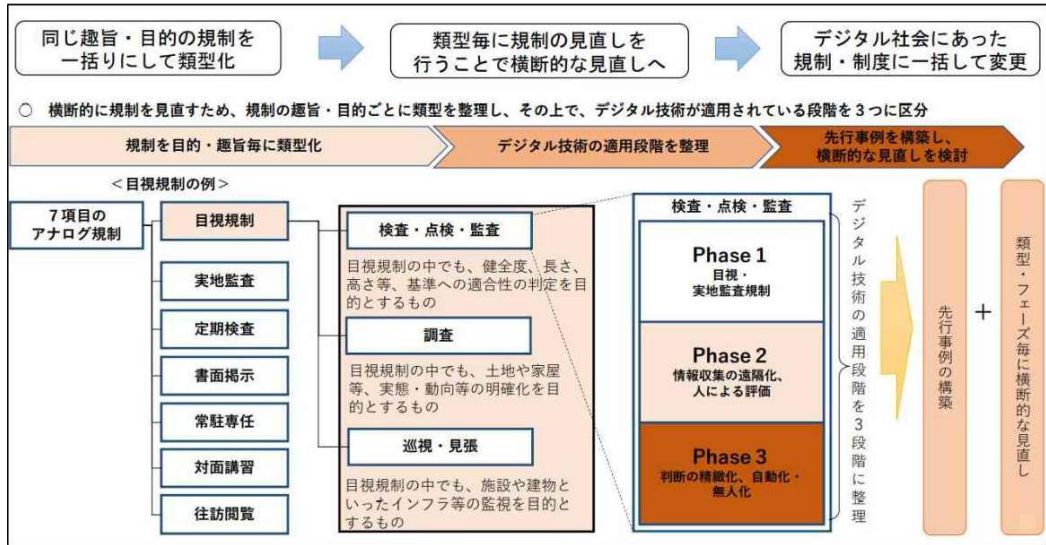 同じ趣旨・目的の規制を
一括りにして類型化
類型毎に規制の見直しを
行うことで横断的な見直しへ
デジタル社会にあった
規制・制度に一括して変更
○ 横断的に規制を見直すため、規制の趣旨・目的ごとに類型を整理し、その上で、デジタル技術が適用されている段階を３つに区分
規制を目的・趣旨毎に類型化
デジタル技術の適用段階を整理
先行事例を構築し、
横断的な見直しを検討
＜目視規制の例＞
７項目の
アナログ規制
目視規制
実地監査
定期検査
書面掲示
常駐専任
対面講習
往訪閲覧
検査・点検・監査
目視規制の中でも、健全度、長さ、
高さ等、基準への適合性の判定を目
的とするもの
調査
目視規制の中でも、土地や家屋
等、実態・動向等の明確化を目
的とするもの
巡視・見張
目視規制の中でも、施設や建物と
いったインフラ等の監視を目的と
するもの
検査・点検・監査
Phase 1
目視・
実地監査規制
Phase 2
情報収集の遠隔化、
人による評価
Phase 3
判断の精緻化、自動化・
無人化
デジタル技術の適用段階を３段階に整理
先行事例の構築
+
類型・フェーズ毎に横断的な見直し